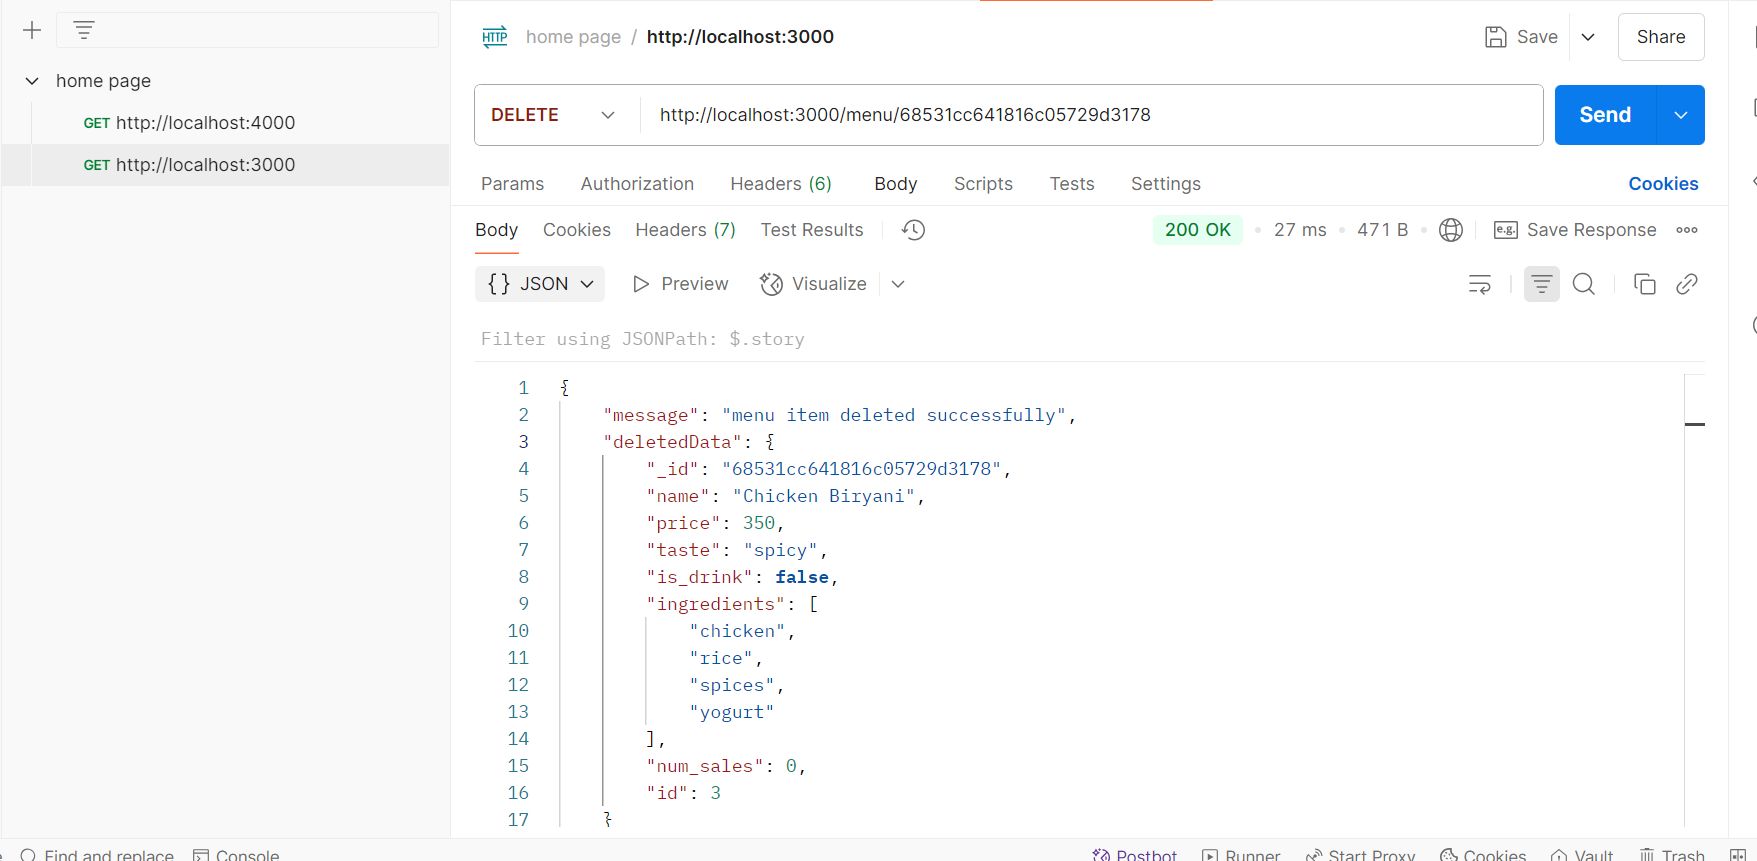 home page / http://localhost:3000
Save
Share
home page
GET http://localhost:4000
GET http://localhost:3000
DELETE
http://localhost:3000/menu/68531cc641816c05729d3178
Send
Params Authorization Headers (6) Body Scripts Tests Settings Cookies
Body Cookies Headers (7) Test Results 200 OK • 27 ms • 471 B • e.g. Save Response
{} JSON Preview Visualize
Filter using JSONPath: $.story
1 {
2 "message": "menu item deleted successfully",
3 "deletedData": {
4 "_id": "68531cc641816c05729d3178",
5 "name": "Chicken Biryani",
6 "price": 350,
7 "taste": "spicy",
8 "is_drink": false,
9 "ingredients": [
10 "chicken",
11 "rice",
12 "spices",
13 "yogurt"
14 ],
15 "num_sales": 0,
16 "id": 3
17 }
Find and replace Console Postbot Runner Start Proxy Cookies Vault Trash